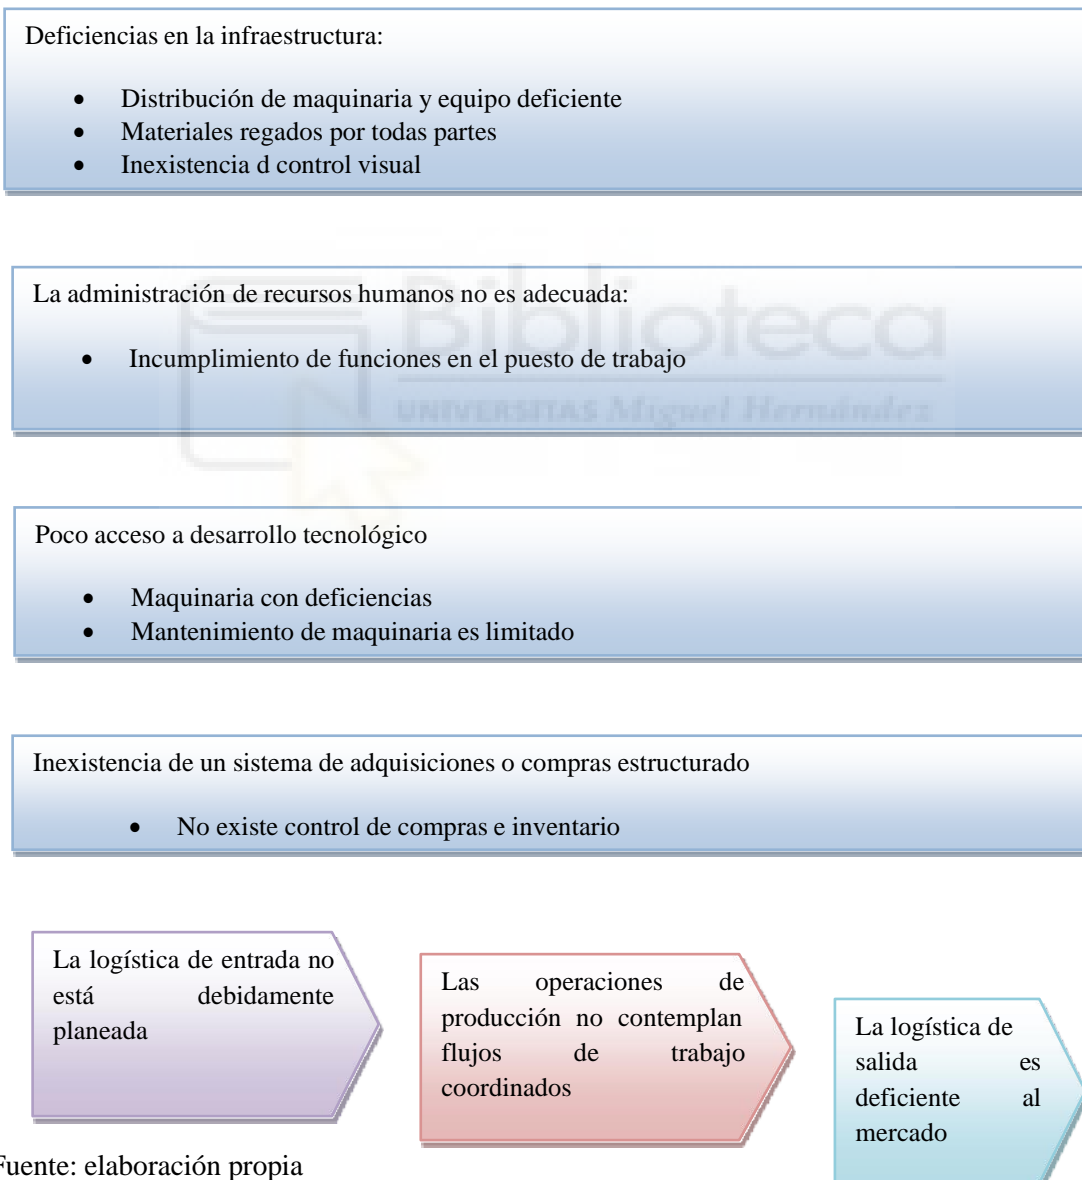 Deficiencias en la infraestructura:
• Distribución de maquinaria y equipo deficiente
• Materiales regados por todas partes
• Inexistencia d control visual
Biblioteca
UNIVERSITAS Miguel Hernández
La administración de recursos humanos no es adecuada:
• Incumplimiento de funciones en el puesto de trabajo
Poco acceso a desarrollo tecnológico
• Maquinaria con deficiencias
• Mantenimiento de maquinaria es limitado
Inexistencia de un sistema de adquisiciones o compras estructurado
• No existe control de compras e inventario
La logística de entrada no
está debidamente
planeada
Las operaciones de
producción no contemplan
flujos de trabajo
coordinados
La logística de
salida es
deficiente al
mercado
Fuente: elaboración propia